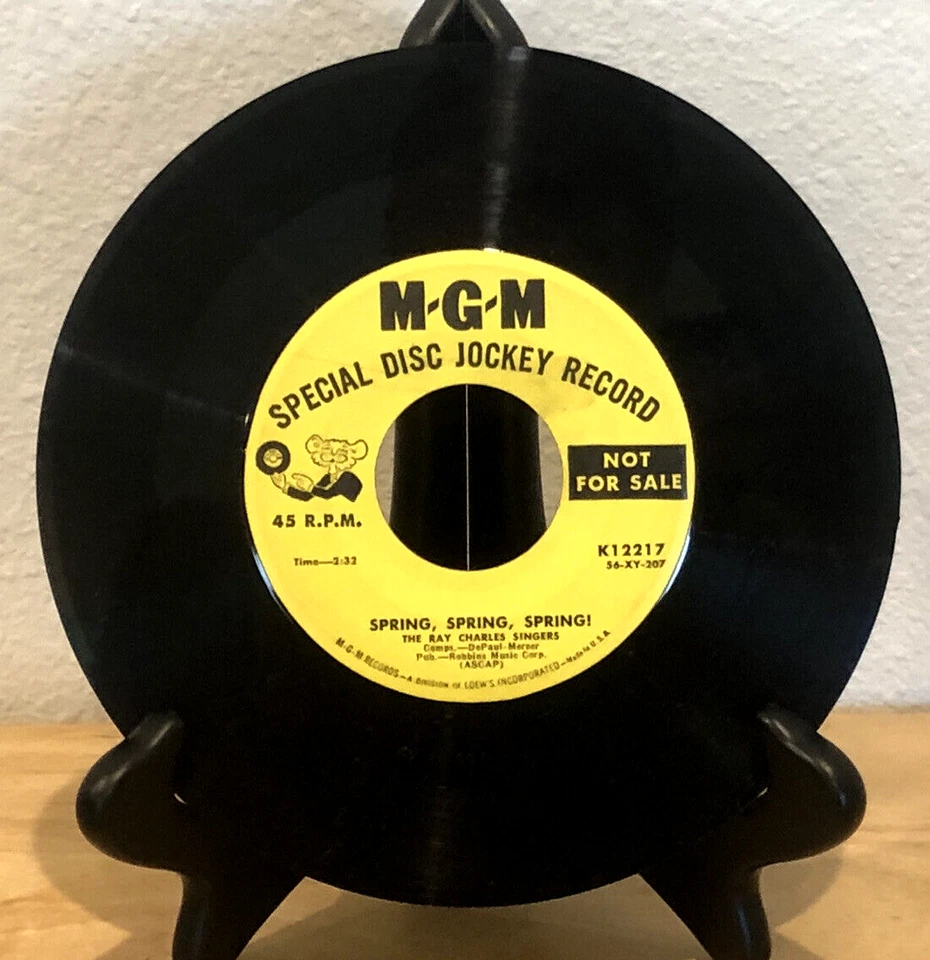 M-G-M
SPECIAL DISC JOCKEY RECORD
NOT
FOR SALE
45 R.P.M.
Time—2:32
K12217
56-XY-207
SPRING, SPRING, SPRING!
THE RAY CHARLES SINGERS
Comps.—DePaul-Mercer
Pub.—Robbins Music Corp.
(ASCAP)
M-G-M RECORDS—A DIVISION OF LOEW'S INCORPORATED—Made in U.S.A.